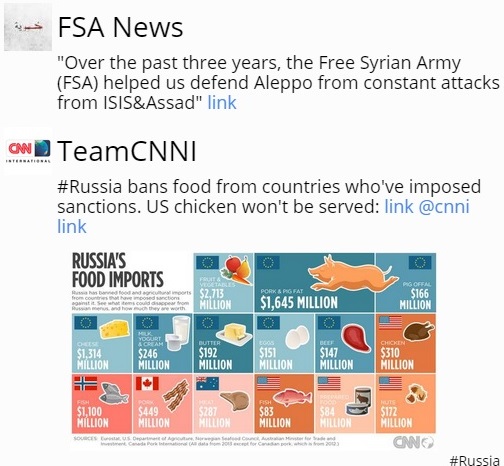 FSA News
"Over the past three years, the Free Syrian Army
(FSA) helped us defend Aleppo from constant attacks
from ISIS&Assad" link
CNN
INTERNATIONAL
TeamCNNI
#Russia bans food from countries who've imposed
sanctions. US chicken won't be served: link @cnni
link
RUSSIA'S
FOOD IMPORTS
Russia has banned food and agricultural imports
from countries that have imposed sanctions
against it. See what items could disappear from
Russian menus, and how much they are worth.
FRUIT &
VEGETABLES
$2,713
MILLION
PORK & PIG FAT
$1,645 MILLION
PIG OFFAL
$166
MILLION
CHEESE
$1,314
MILLION
MILK,
YOGURT
& CREAM
$246
MILLION
BUTTER
$192
MILLION
EGGS
$151
MILLION
BEEF
$147
MILLION
CHICKEN
$310
MILLION
FISH
$1,100
MILLION
PORK
$449
MILLION
$287
MILLION
FISH
$83
MILLION
$84
MILLION
NUTS
$172
MILLION
SOURCES: Eurostat, U.S. Department of Agriculture, Norwegian Seafood Council, Australian Minister for Trade and
Investment, Canada Pork International (All data from 2013 except for Canadian pork, which is from 2012.)
CNN
#Russia